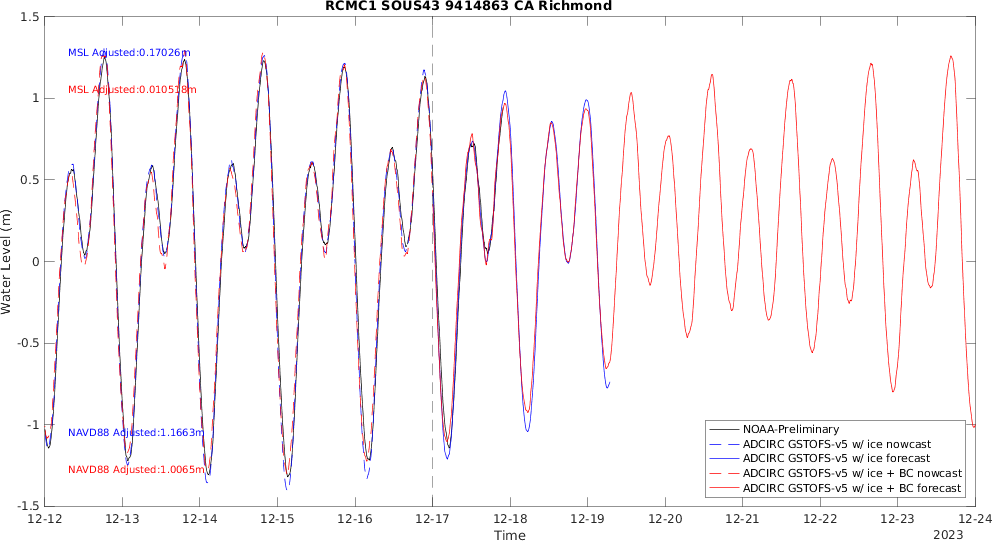 RCMC1 SOUS43 9414863 CA Richmond
1.5
1
0.5
0
-0.5
-1
-1.5
Water Level (m)
MSL Adjusted:0.17026m
MSL Adjusted:0.010518m
NAVD88 Adjusted:1.1663m
NAVD88 Adjusted:1.0065m
NOAA-Preliminary
ADCIRC GSTOFS-v5 w/ ice nowcast
ADCIRC GSTOFS-v5 w/ ice forecast
ADCIRC GSTOFS-v5 w/ ice + BC nowcast
ADCIRC GSTOFS-v5 w/ ice + BC forecast
12-12 12-13 12-14 12-15 12-16 12-17 12-18 12-19 12-20 12-21 12-22 12-23 12-24
Time
2023